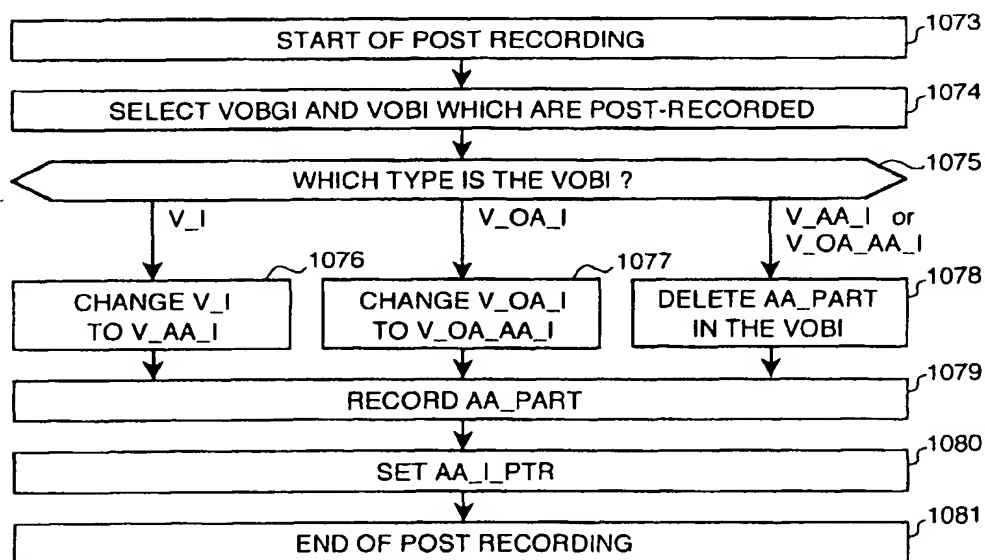 START OF POST RECORDING
1073
SELECT VOBGI AND VOBI WHICH ARE POST-RECORDED
1074
WHICH TYPE IS THE VOBI ?
1075
V_I
V_OA_I
V_AA_I or
V_OA_AA_I
1076
CHANGE V_I
TO V_AA_I
1077
CHANGE V_OA_I
TO V_OA_AA_I
1078
DELETE AA_PART
IN THE VOBI
1079
RECORD AA_PART
1080
SET AA_I_PTR
1081
END OF POST RECORDING